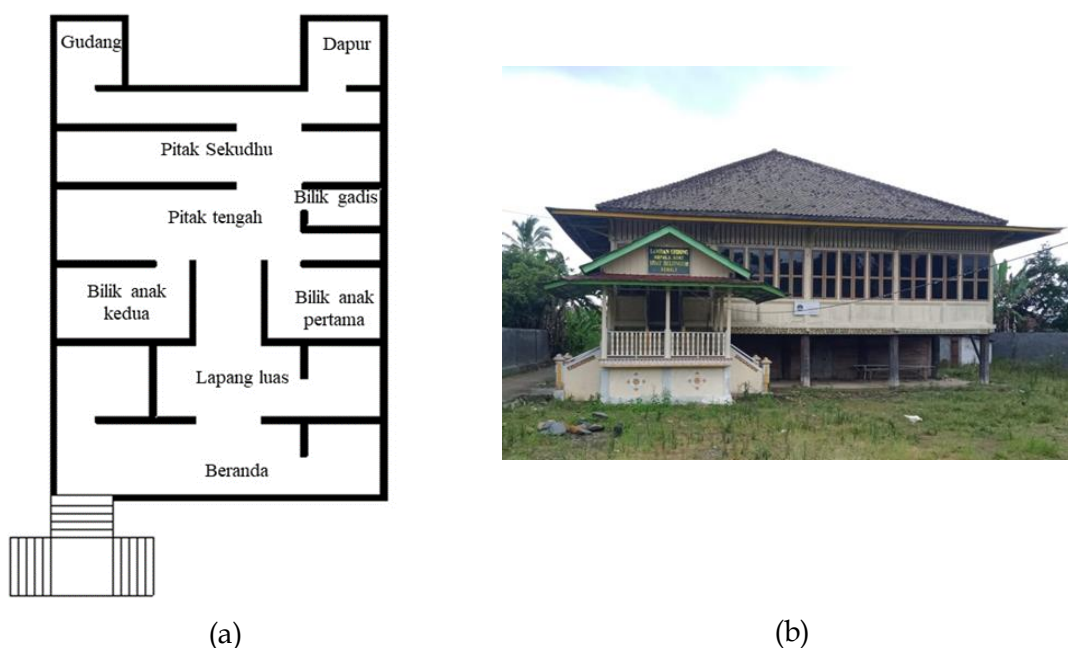 Gudang
Dapur
Pitak Sekudhu
Bilik gadis
Pitak tengah
Bilik anak
kedua
Bilik anak
pertama
Lapang luas
Beranda
(a)
(b)